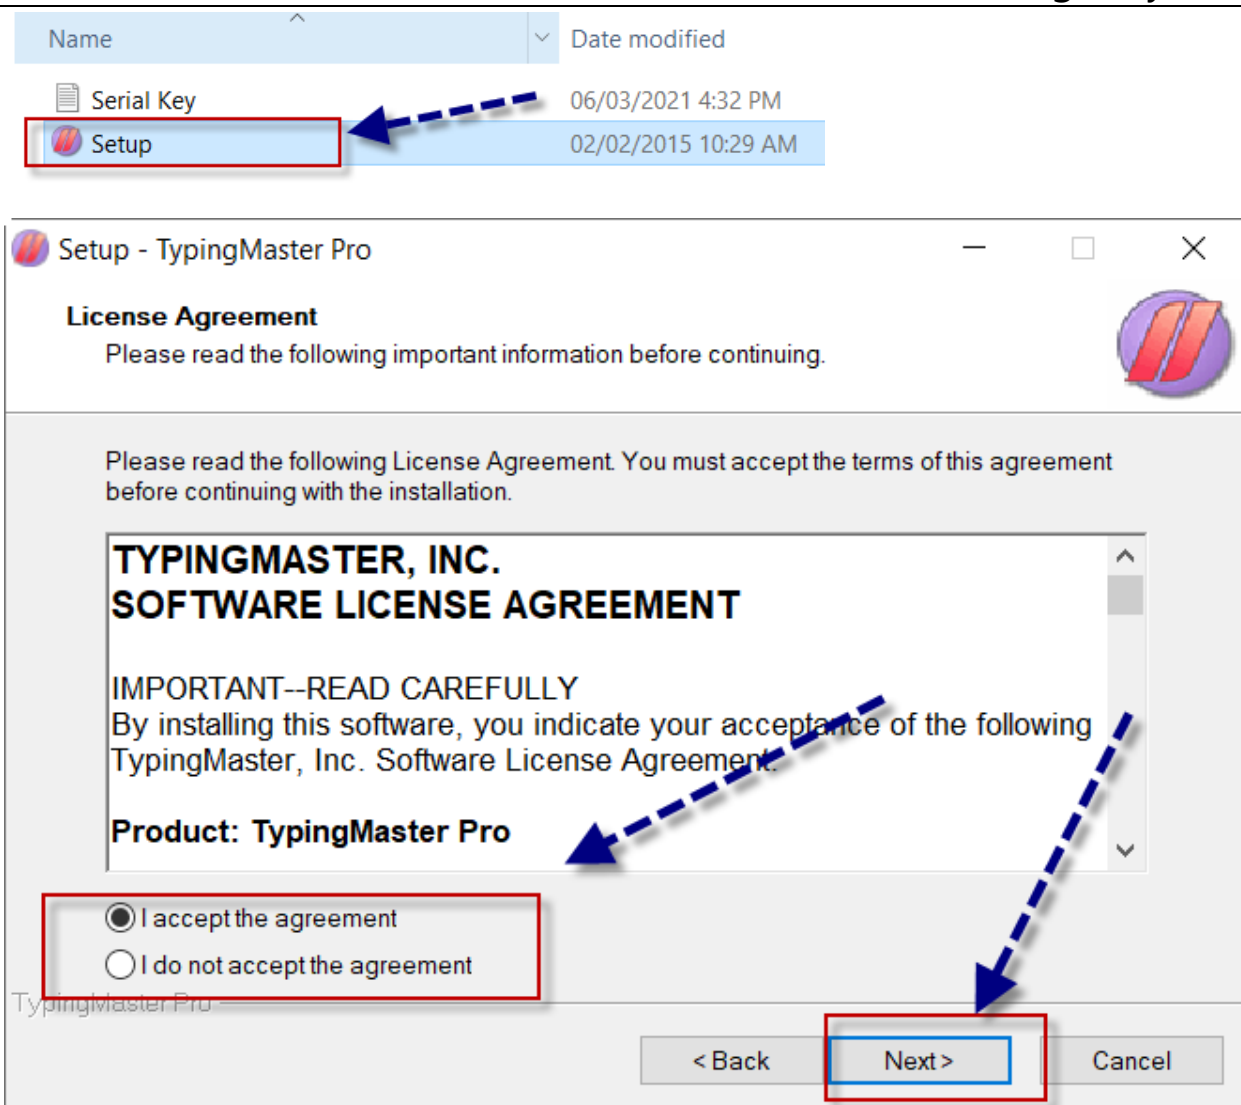 Name Date modified
Serial Key 06/03/2021 4:32 PM
Setup 02/02/2015 10:29 AM
Setup - TypingMaster Pro
License Agreement
Please read the following important information before continuing.
Please read the following License Agreement. You must accept the terms of this agreement
before continuing with the installation.
TYPINGMASTER, INC.
SOFTWARE LICENSE AGREEMENT
IMPORTANT--READ CAREFULLY
By installing this software, you indicate your acceptance of the following
TypingMaster, Inc. Software License Agreement.
Product: TypingMaster Pro
I accept the agreement
I do not accept the agreement
TypingMaster Pro
< Back Next > Cancel